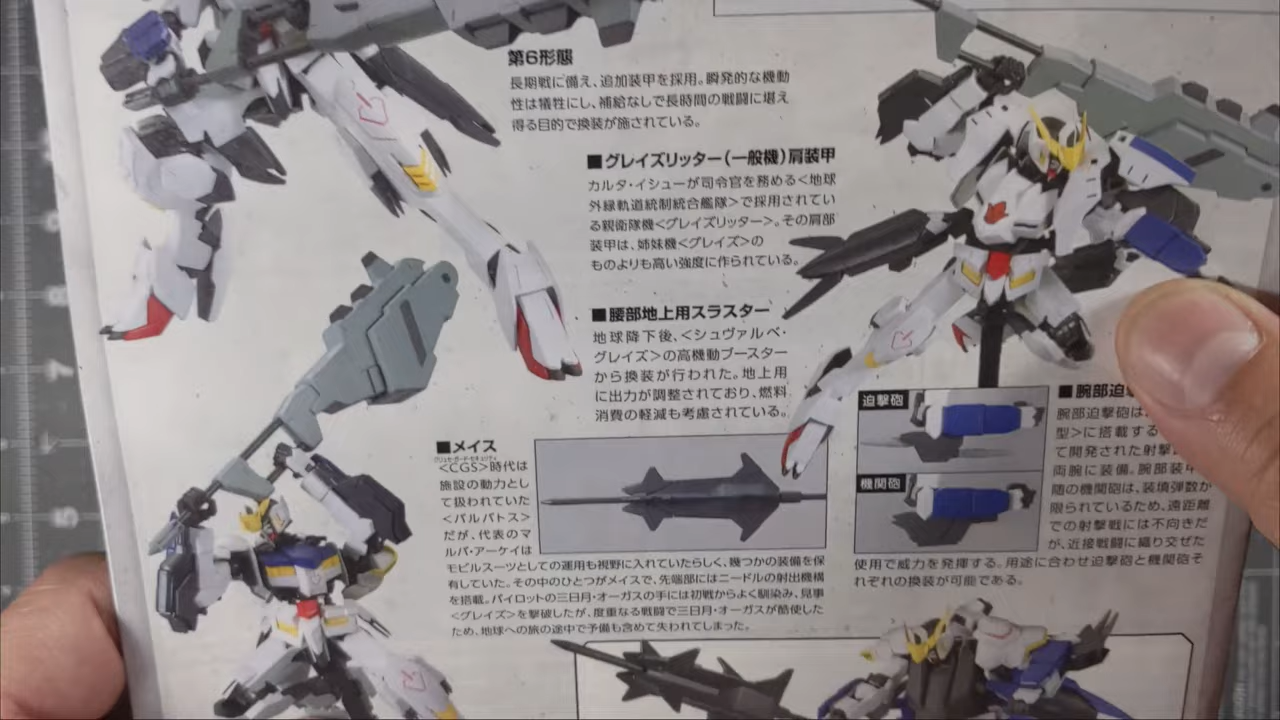 第6形態
長期戦に備え、追加装甲を採用。瞬発的な機動
性は犠牲にし、補給なしで長時間の戦闘に堪え
得る目的で換装が施されている。
■グレイズリッター(一般機)肩装甲
カルタ・イシューが司令官を務める<地球
外縁軌道統制統合艦隊>で採用されてい
る親衛隊機<グレイズリッター>。その肩部
装甲は、姉妹機<グレイズ>の
ものよりも高い強度に作られている。
■腰部地上用スラスター
地球降下後、<シュヴァルベ・
グレイズ>の高機動ブースター
から換装が行われた。地上用
に出力が調整されており、燃料
消費の軽減も考慮されている。
■メイス
<CGS>時代は
施設の動力とし
て扱われていた
<バルバトス>
だが、代表のマ
ルバ・アーケイは
モビルスーツとしての運用も視野に入れていたらしく、幾つかの装備を保
有していた。その中のひとつがメイスで、先端部にはニードルの射出機構
を搭載。パイロットの三日月・オーガスの手には初戦からよく馴染み、見事
<グレイズ>を撃破したが、度重なる戦闘で三日月・オーガスが酷使した
ため、地球への旅の途中で予備も含めて失われてしまった。
迫撃砲
機関砲
■腕部迫
腕部迫撃砲は
型>に搭載する
て開発された射撃
両腕に装備。腕部装甲
随の機関砲は、装填弾数が
限られているため、遠距離
での射撃戦には不向きだ
が、近接戦闘に織り交ぜた
使用で威力を発揮する。用途に合わせ迫撃砲と機関砲そ
れぞれの換装が可能である。